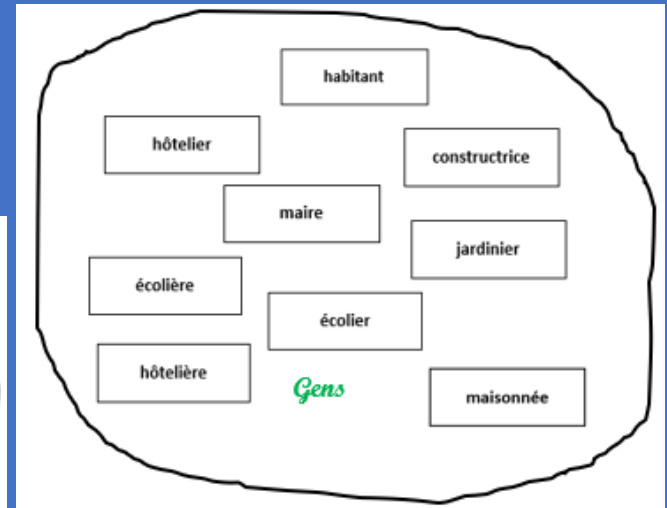 habitant
hôtelier
constructrice
maire
jardinier
écolière
écolier
hôtelière
Gens
maisonnée